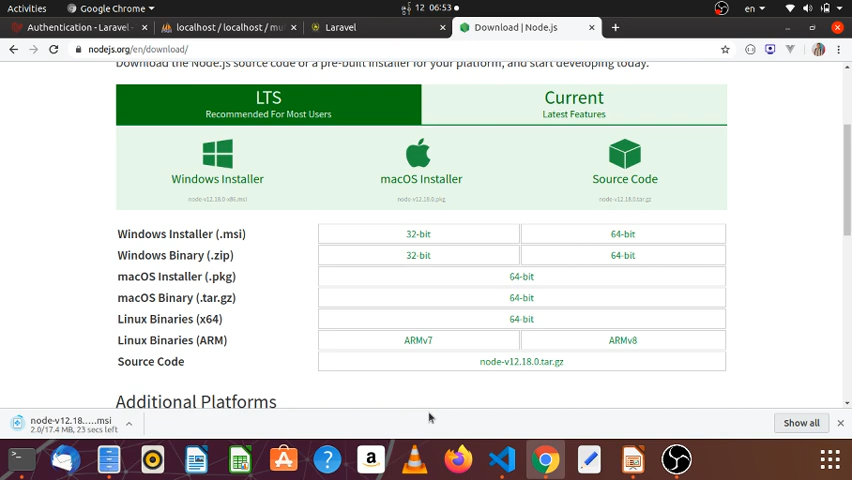 Activities
Google Chrome
12 06:53
en
Authentication - Laravel -
localhost / localhost / mu
Laravel
Download | Node.js
nodejs.org/en/download/
Download the Node.js source code or a pre-built installer for your platform, and start developing today.
LTS
Recommended For Most Users
Current
Latest Features
Windows Installer
node-v12.18.0-x86.msi
macOS Installer
node-v12.18.0.pkg
Source Code
node-v12.18.0.tar.gz
Windows Installer (.msi) 32-bit 64-bit
Windows Binary (.zip) 32-bit 64-bit
macOS Installer (.pkg) 64-bit
macOS Binary (.tar.gz) 64-bit
Linux Binaries (x64) 64-bit
Linux Binaries (ARM) ARMv7 ARMv8
Source Code node-v12.18.0.tar.gz
Additional Platforms
node-v12.18.....msi
2.0/17.4 MB, 23 secs left
Show all